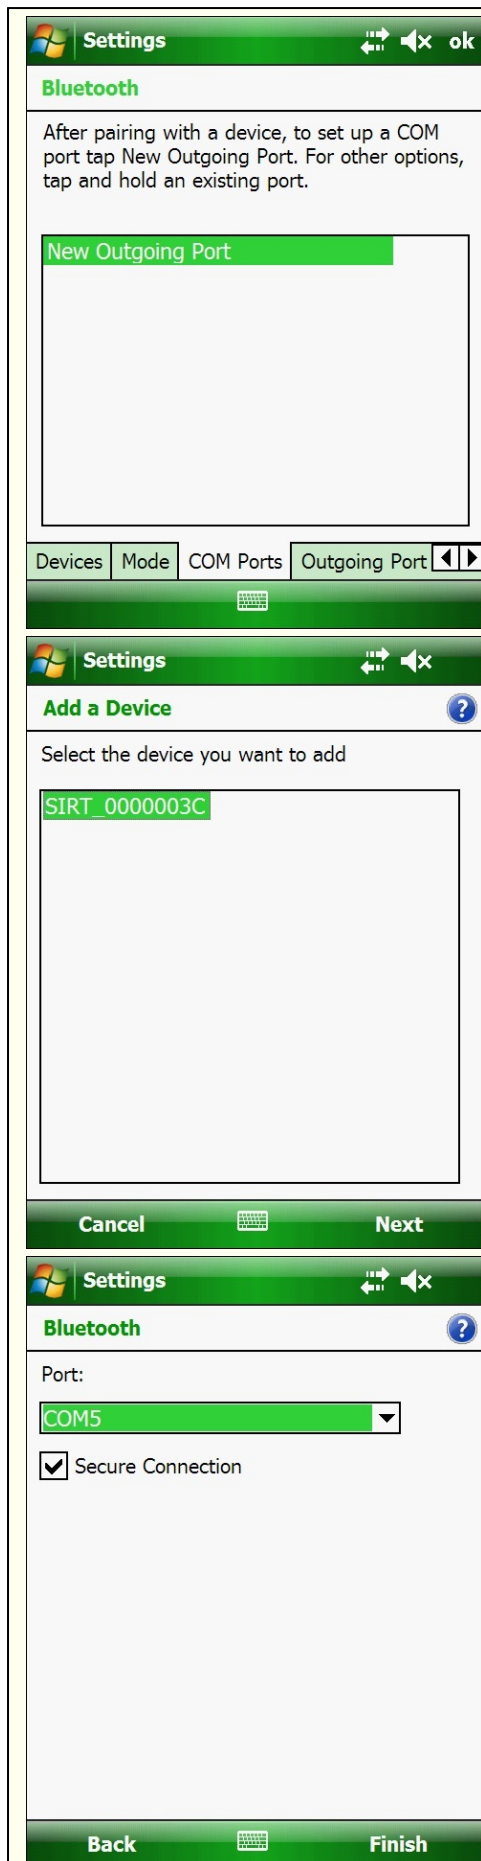 Settings ok
Bluetooth
After pairing with a device, to set up a COM
port tap New Outgoing Port. For other options,
tap and hold an existing port.
New Outgoing Port
Devices Mode COM Ports Outgoing Port
Settings
Add a Device ?
Select the device you want to add
SIRT_0000003C
Cancel Next
Settings
Bluetooth ?
Port:
COM5
Secure Connection
Back Finish